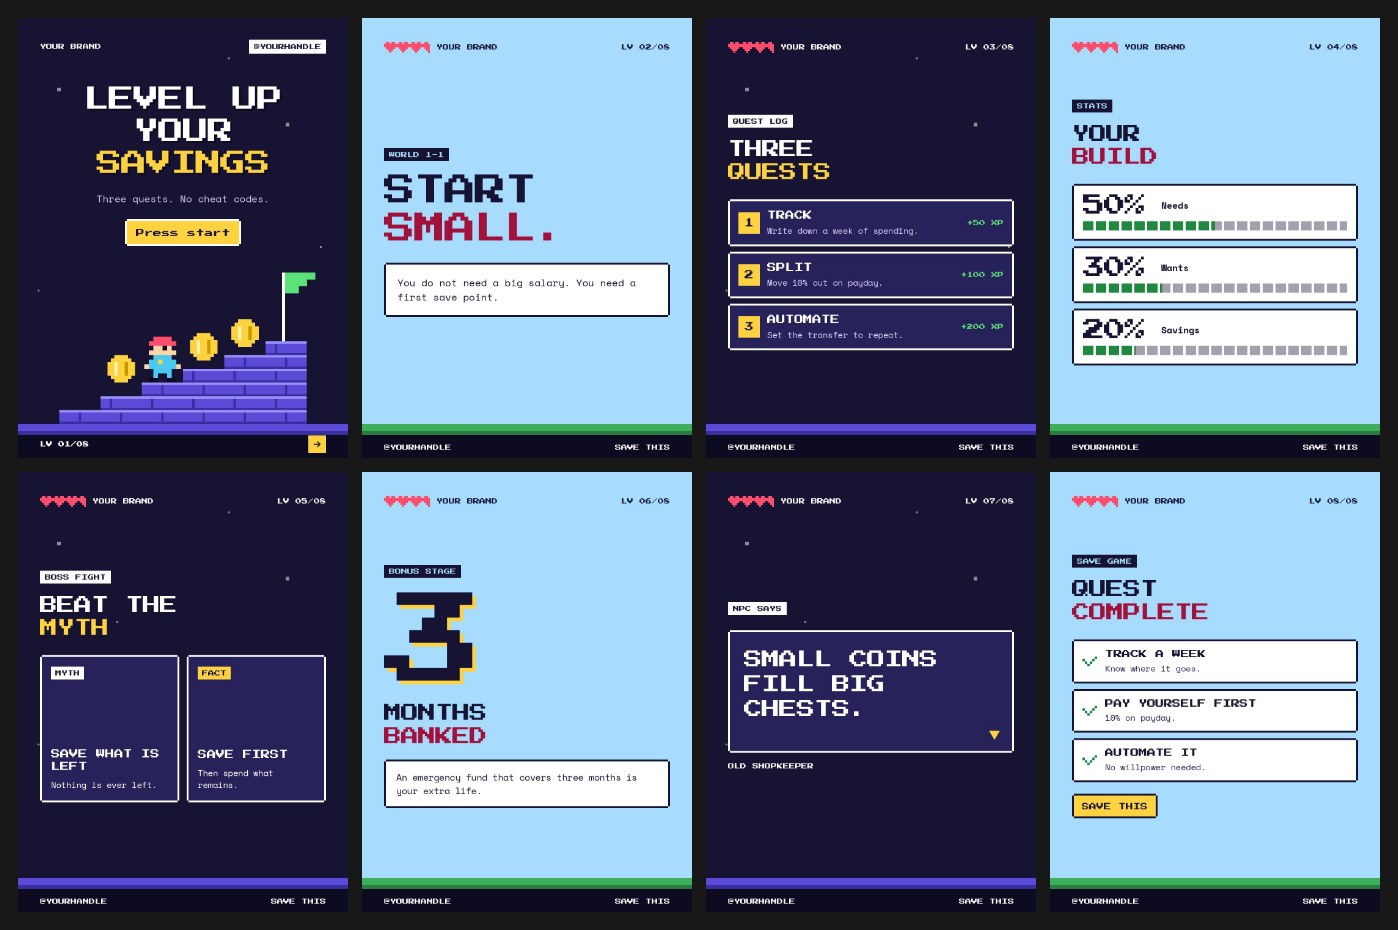 YOUR BRAND
@YOURHANDLE
LEVEL UP
YOUR
SAVINGS
Three quests. No cheat codes.
Press start
LV 01/08
→
YOUR BRAND
LV 02/08
WORLD 1-1
START
SMALL.
You do not need a big salary. You need a
first save point.
@YOURHANDLE
SAVE THIS
YOUR BRAND
LV 03/08
QUEST LOG
THREE
QUESTS
1
TRACK
Write down a week of spending.
+50 XP
2
SPLIT
Move 10% out on payday.
+100 XP
3
AUTOMATE
Set the transfer to repeat.
+200 XP
@YOURHANDLE
SAVE THIS
YOUR BRAND
LV 04/08
STATS
YOUR
BUILD
50% Needs
30% Wants
20% Savings
@YOURHANDLE
SAVE THIS
YOUR BRAND
LV 05/08
BOSS FIGHT
BEAT THE
MYTH
MYTH
SAVE WHAT IS
LEFT
Nothing is ever left.
FACT
SAVE FIRST
Then spend what
remains.
@YOURHANDLE
SAVE THIS
YOUR BRAND
LV 06/08
BONUS STAGE
3
MONTHS
BANKED
An emergency fund that covers three months is
your extra life.
@YOURHANDLE
SAVE THIS
YOUR BRAND
LV 07/08
NPC SAYS
SMALL COINS
FILL BIG
CHESTS.
OLD SHOPKEEPER
@YOURHANDLE
SAVE THIS
YOUR BRAND
LV 08/08
SAVE GAME
QUEST
COMPLETE
TRACK A WEEK
Know where it goes.
PAY YOURSELF FIRST
10% on payday.
AUTOMATE IT
No willpower needed.
SAVE THIS
@YOURHANDLE
SAVE THIS